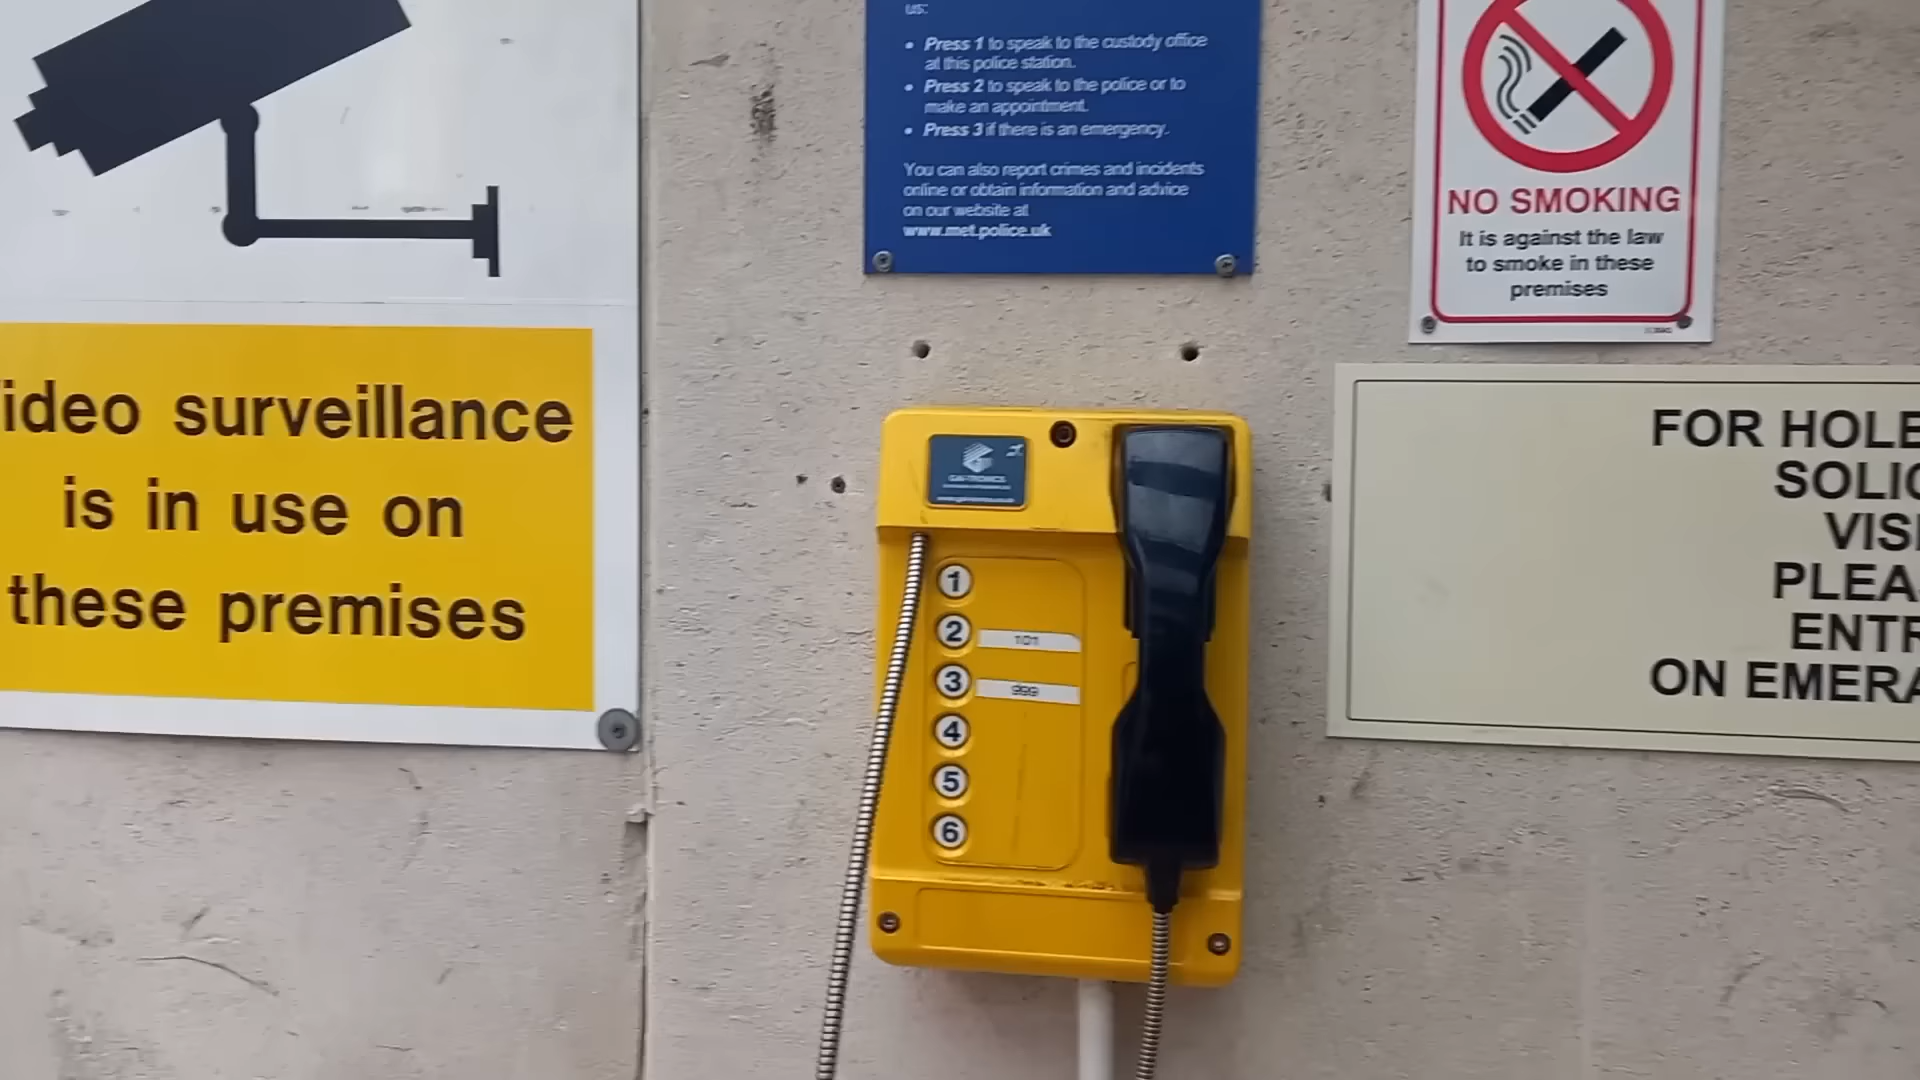 ideo surveillance
is in use on
these premises
us:
• Press 1 to speak to the custody office
at this police station.
• Press 2 to speak to the police or to
make an appointment.
• Press 3 if there is an emergency.
You can also report crimes and incidents
online or obtain information and advice
on our website at
www.met.police.uk
GAI-TRONICS
1
2 101
3 999
4
5
6
NO SMOKING
It is against the law
to smoke in these
premises
FOR HOLE
SOLIC
VISI
PLEA
ENTR
ON EMERA